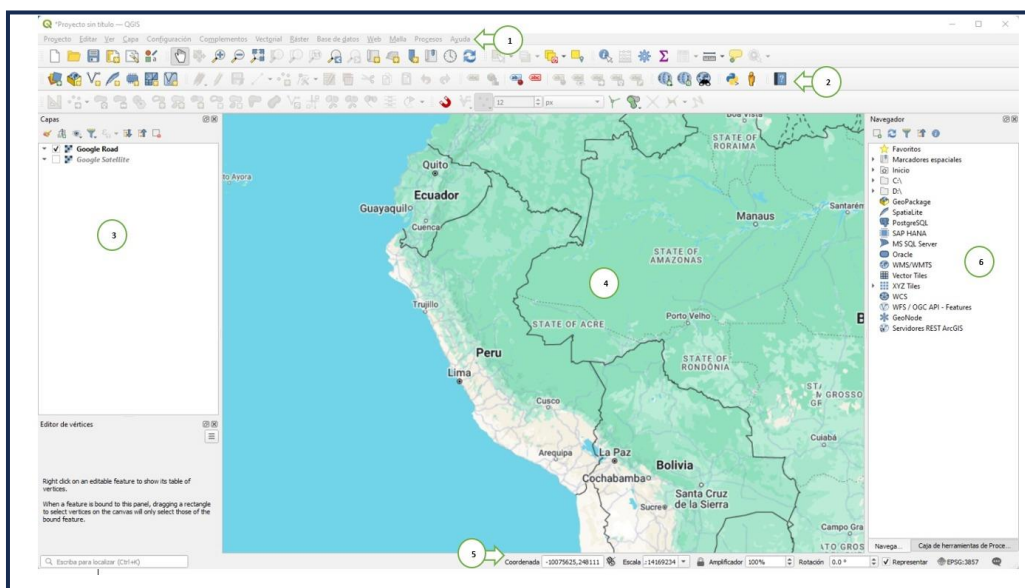 *Proyecto sin título — QGIS
Proyecto Editar Ver Capa Configuración Complementos Vectorial Ráster Base de datos Web Malla Procesos Ayuda
1
2
12 px
Capas
Google Road
Google Satellite
3
Editor de vértices
Right click on an editable feature to show its table of
vertices.
When a feature is bound to this panel, dragging a rectangle
to select vertices on the canvas will only select those of the
bound feature.
Boa Vista
STATE OF
RORAIMA
Quito
to Ayora
Ecuador
Guayaquil
Cuenca
Manaus
Santarém
STATE OF
AMAZONAS
4
Trujillo
STATE OF ACRE
Porto Velho
Peru
Lima
STATE OF
RONDÔNIA
Cusco
GROSSO
Cuiabá
Arequipa
La Paz
Bolivia
Cochabamba
Santa Cruz
de la Sierra
Sucre
Campo Gra
TO GROS
Navegador
Favoritos
Marcadores espaciales
Inicio
C:\
D:\
GeoPackage
SpatiaLite
PostgreSQL
SAP HANA
MS SQL Server
Oracle
WMS/WMTS
Vector Tiles
XYZ Tiles
WCS
WFS / OGC API - Features
GeoNode
Servidores REST ArcGIS
6
Navega... Caja de herramientas de Proce...
5
Escriba para localizar (Ctrl+K)
Coordenada -10075625,248111 Escala :14169234 Amplificador 100% Rotación 0.0 ° Representar EPSG:3857